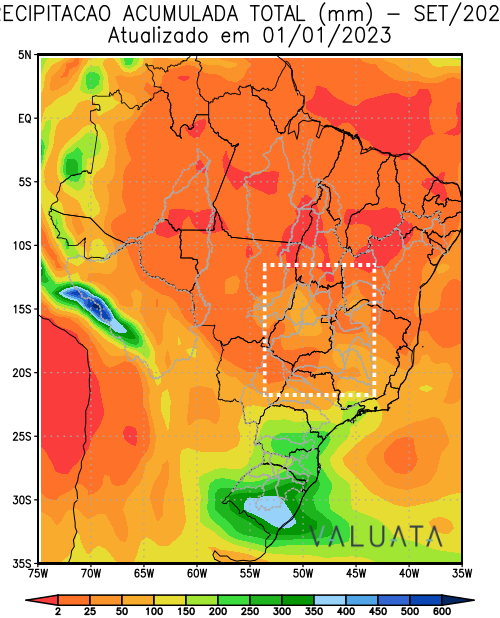 RECIPITACAO ACUMULADA TOTAL (mm) – SET/202
Atualizado em 01/01/2023
5N
EQ
5S
10S
15S
20S
25S
30S
35S
VALUATA
75W 70W 65W 60W 55W 50W 45W 40W 35W
2 25 50 100 150 200 250 300 350 400 450 500 600